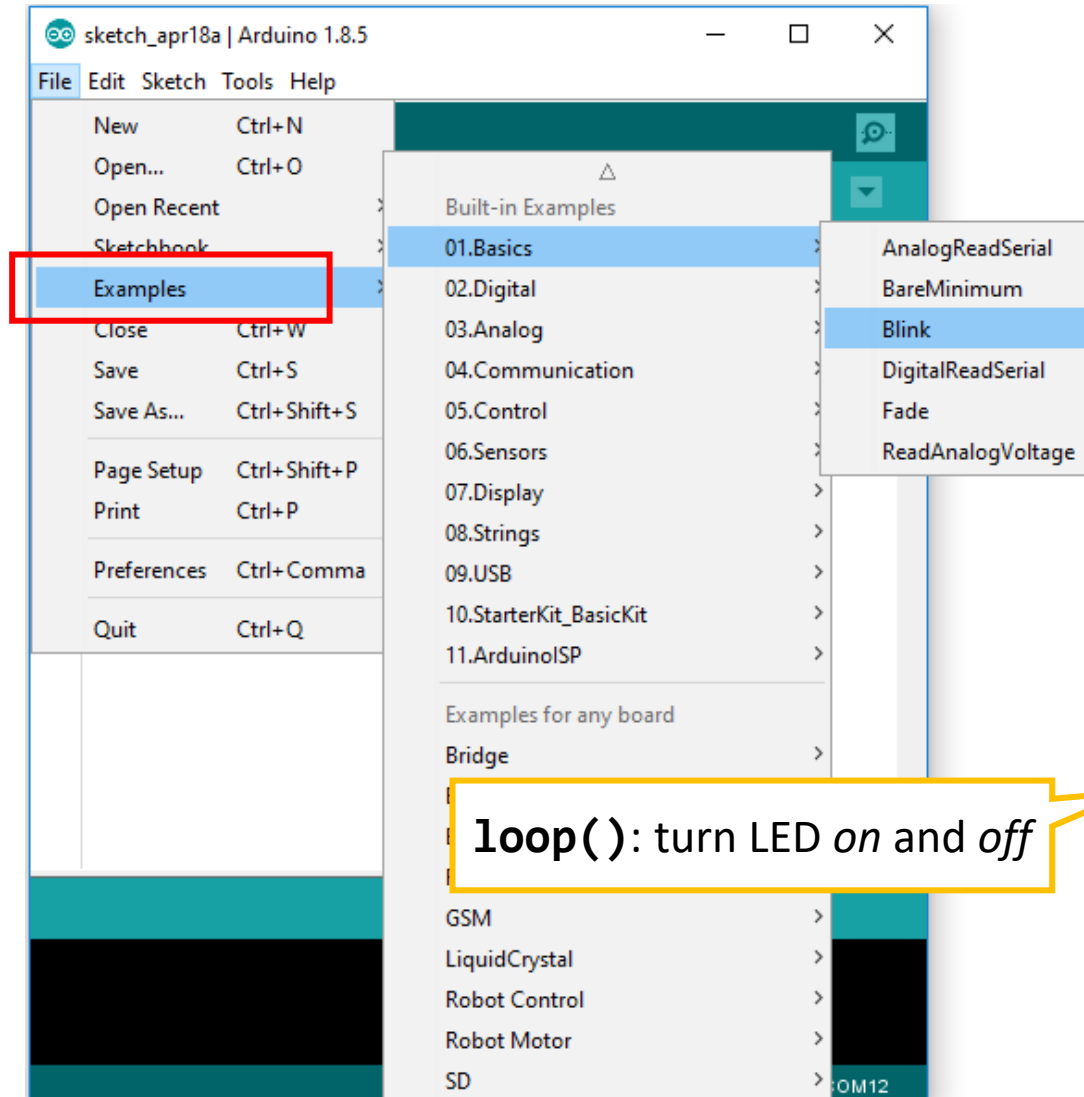 sketch_apr18a | Arduino 1.8.5
File Edit Sketch Tools Help
New Ctrl+N
Open... Ctrl+O
Open Recent
Sketchbook
Examples
Close Ctrl+W
Save Ctrl+S
Save As... Ctrl+Shift+S
Page Setup Ctrl+Shift+P
Print Ctrl+P
Preferences Ctrl+Comma
Quit Ctrl+Q
Built-in Examples
01.Basics
02.Digital
03.Analog
04.Communication
05.Control
06.Sensors
07.Display
08.Strings
09.USB
10.StarterKit_BasicKit
11.ArduinoISP
Examples for any board
Bridge
GSM
LiquidCrystal
Robot Control
Robot Motor
SD
AnalogReadSerial
BareMinimum
Blink
DigitalReadSerial
Fade
ReadAnalogVoltage
loop(): turn LED on and off
COM12